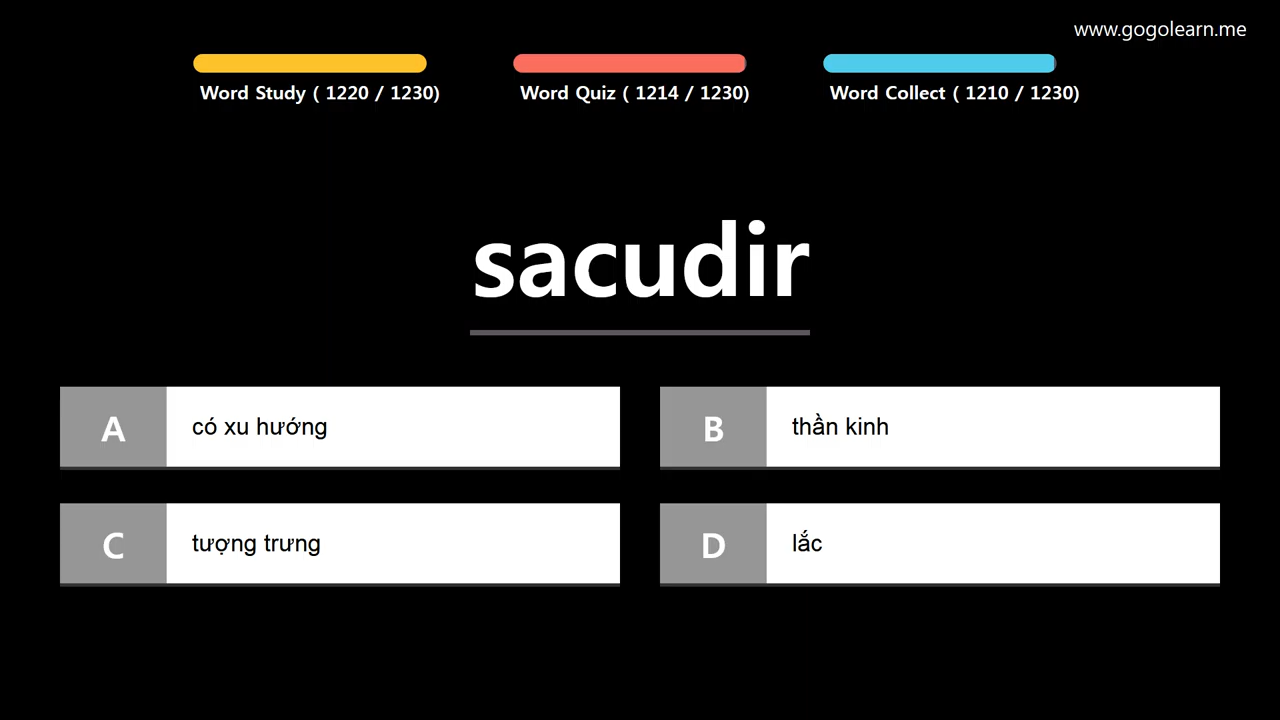 www.gogolearn.me
Word Study ( 1220 / 1230)
Word Quiz ( 1214 / 1230)
Word Collect ( 1210 / 1230)
sacudir
A có xu hướng
B thần kinh
C tượng trưng
D lắc